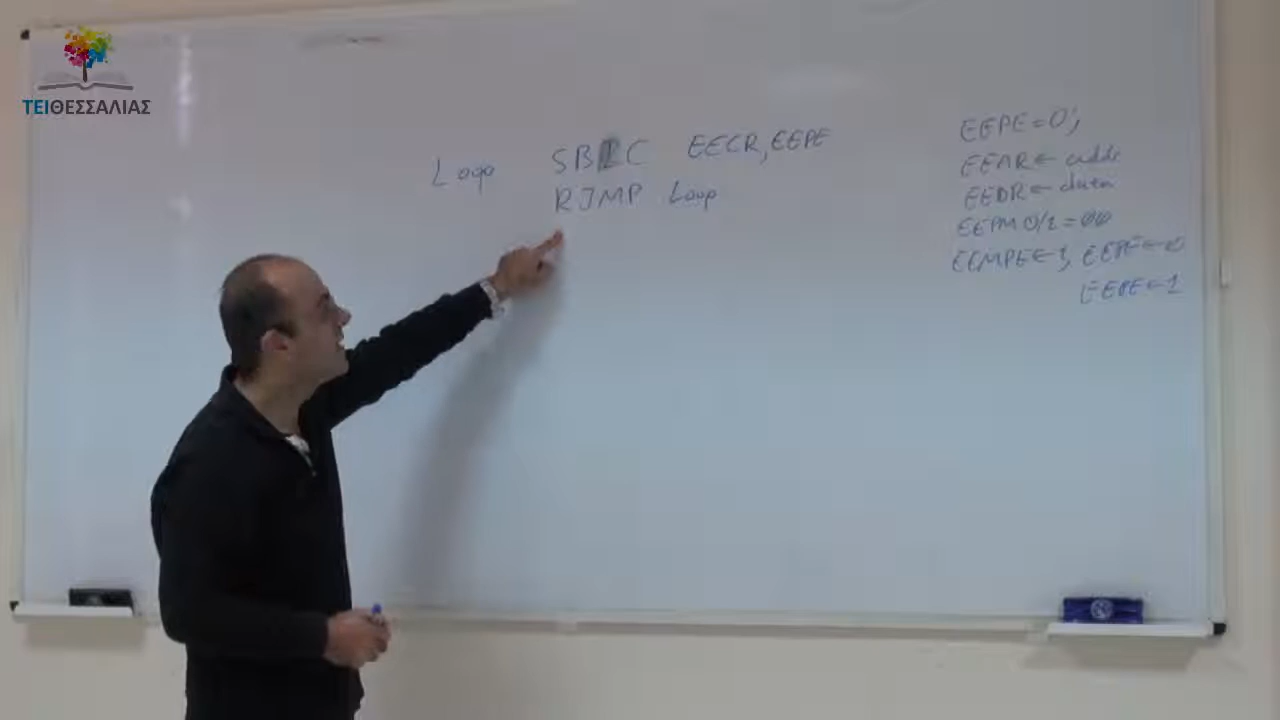 ΤΕΙΘΕΣΣΑΛΙΑΣ
Loop SBIC EECR, EEPE
RJMP Loop
EEPE=0;
EEAR← addr
EEDR← data
EEPM 0/1 = 00
EEMPE←1, EEPE←0
EEPE←1